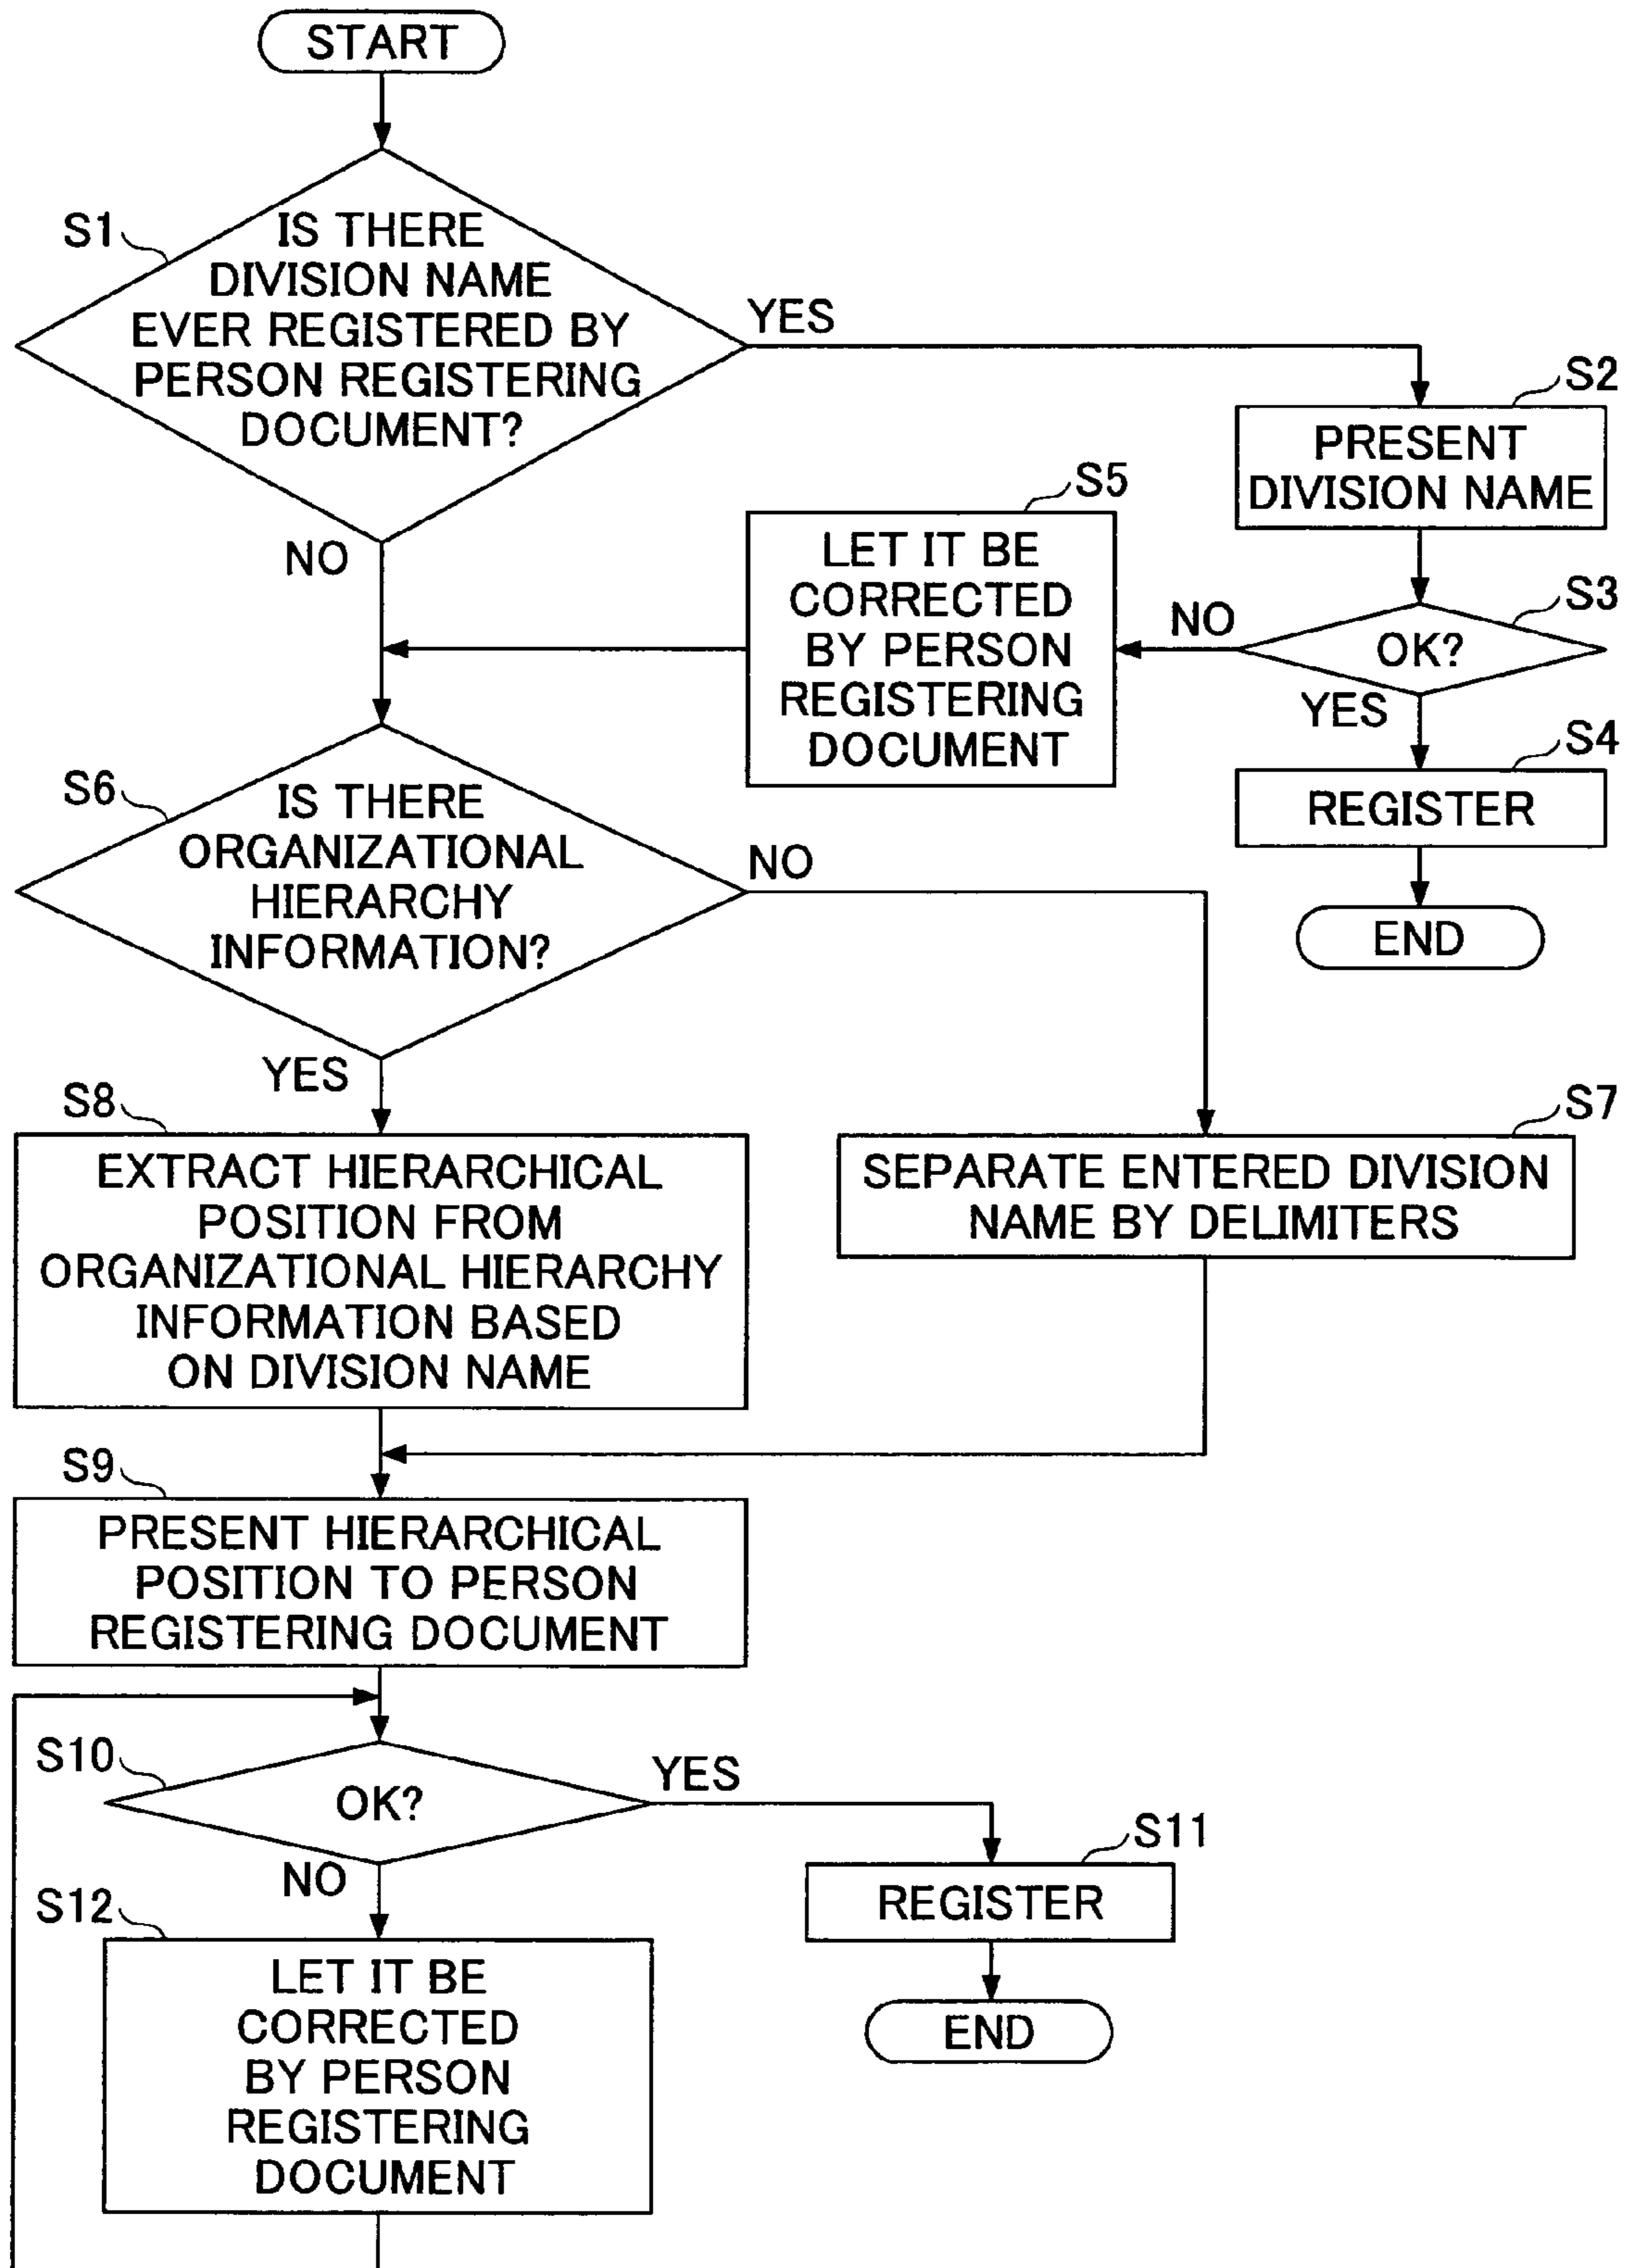 START
S1
IS THERE
DIVISION NAME
EVER REGISTERED BY
PERSON REGISTERING
DOCUMENT?
YES
NO
S2
PRESENT
DIVISION NAME
S3
OK?
NO
YES
S5
LET IT BE
CORRECTED
BY PERSON
REGISTERING
DOCUMENT
S4
REGISTER
END
S6
IS THERE
ORGANIZATIONAL
HIERARCHY
INFORMATION?
NO
YES
S8
EXTRACT HIERARCHICAL
POSITION FROM
ORGANIZATIONAL HIERARCHY
INFORMATION BASED
ON DIVISION NAME
S7
SEPARATE ENTERED DIVISION
NAME BY DELIMITERS
S9
PRESENT HIERARCHICAL
POSITION TO PERSON
REGISTERING DOCUMENT
S10
OK?
YES
NO
S11
REGISTER
END
S12
LET IT BE
CORRECTED
BY PERSON
REGISTERING
DOCUMENT